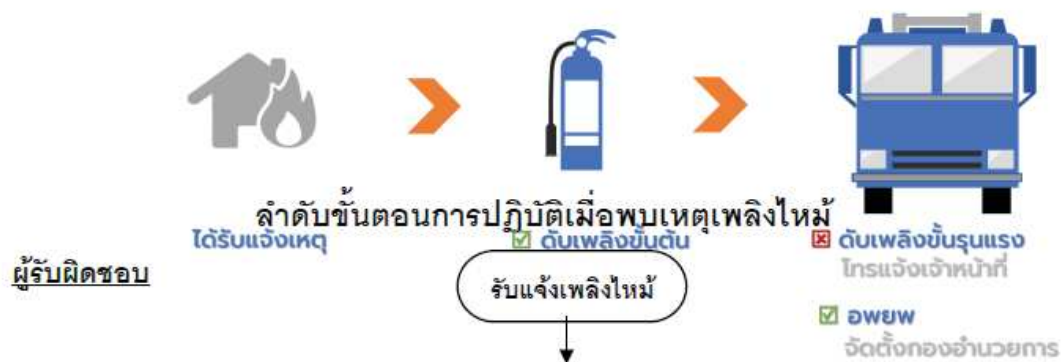 ลำดับขั้นตอนการปฏิบัติเมื่อพบเหตุเพลิงไหม้
ได้รับแจ้งเหตุ
ดับเพลิงขั้นต้น
ดับเพลิงขั้นรุนแรง
โทรแจ้งเจ้าหน้าที่
ผู้รับผิดชอบ
รับแจ้งเพลิงไหม้
อพยพ
จัดตั้งกองอำนวยการ